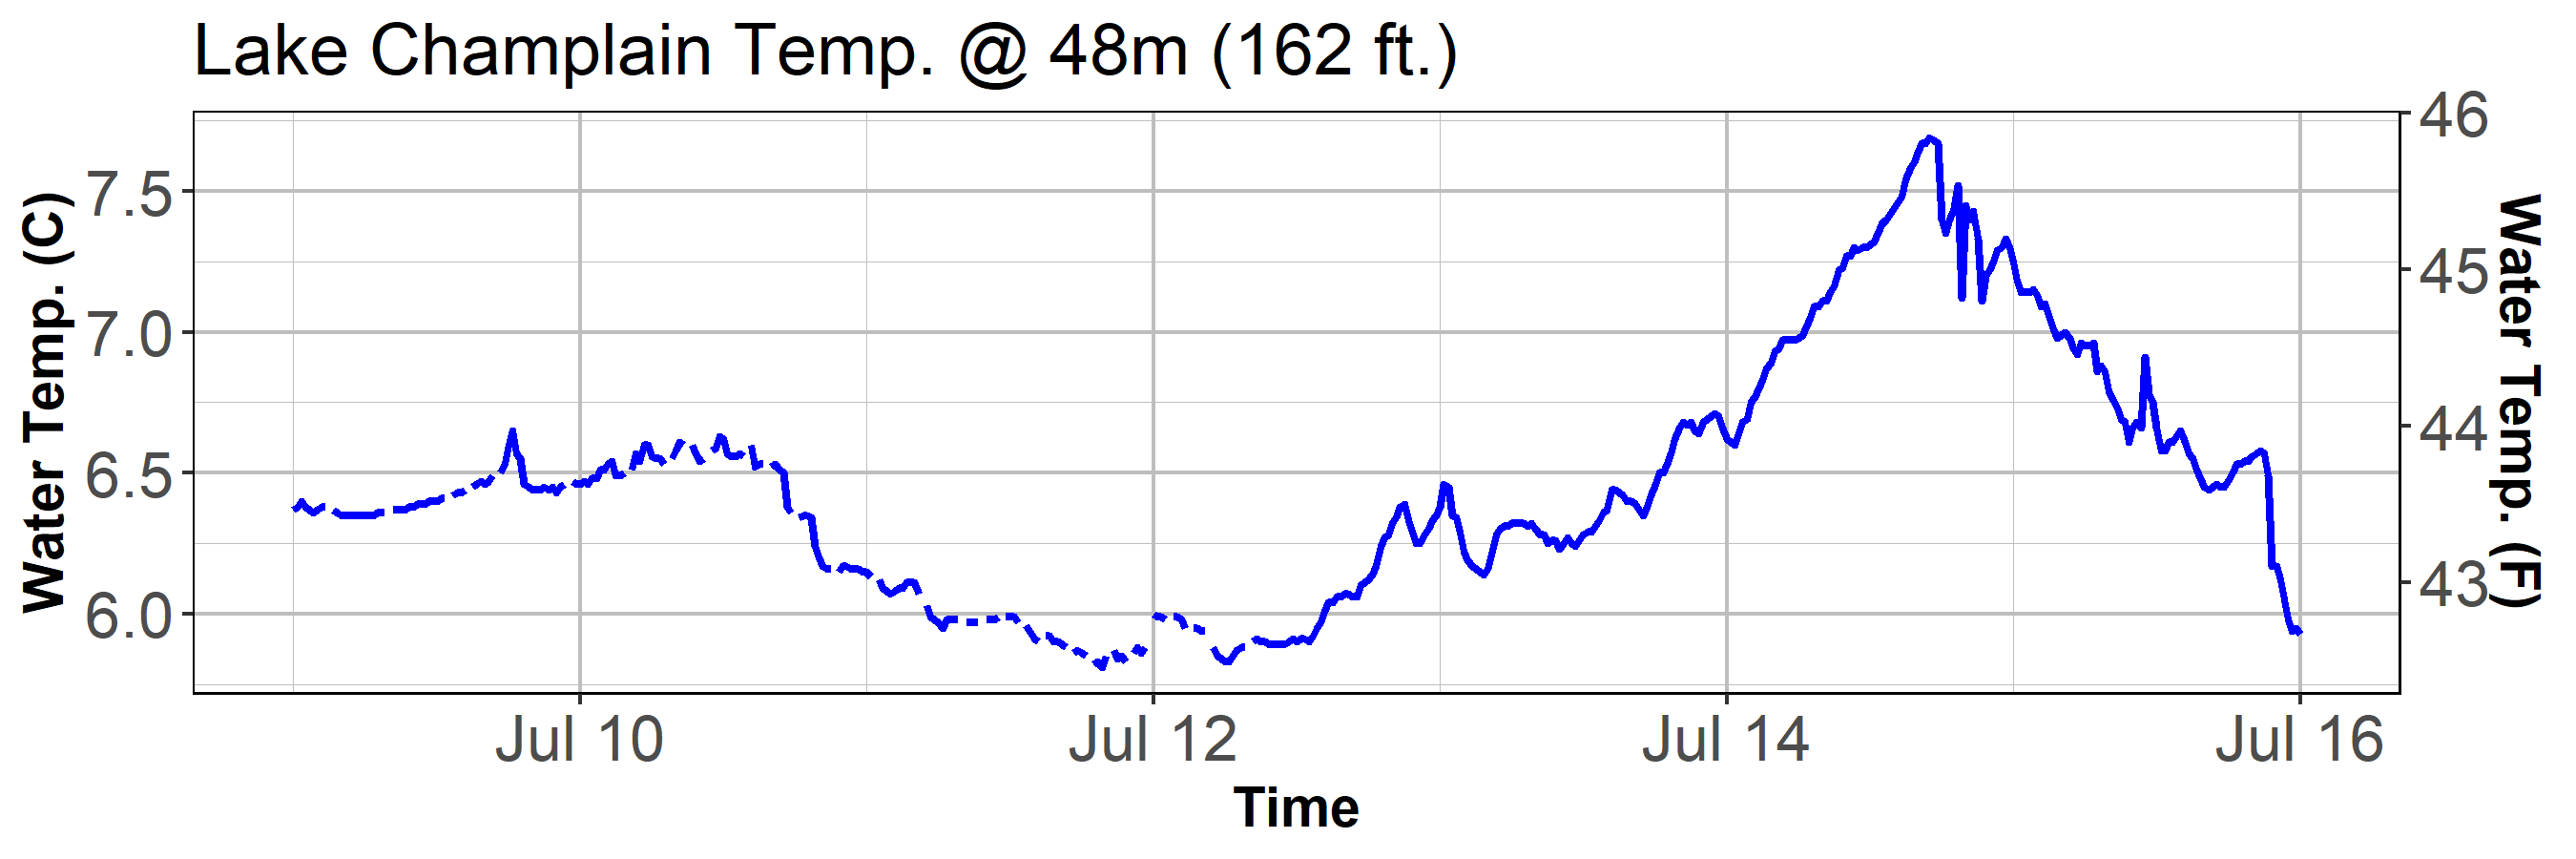 Lake Champlain Temp. @ 48m (162 ft.)
Water Temp. (C)
7.5
7.0
6.5
6.0
46
45
44
43
Water Temp. (F)
Jul 10
Jul 12
Jul 14
Jul 16
Time